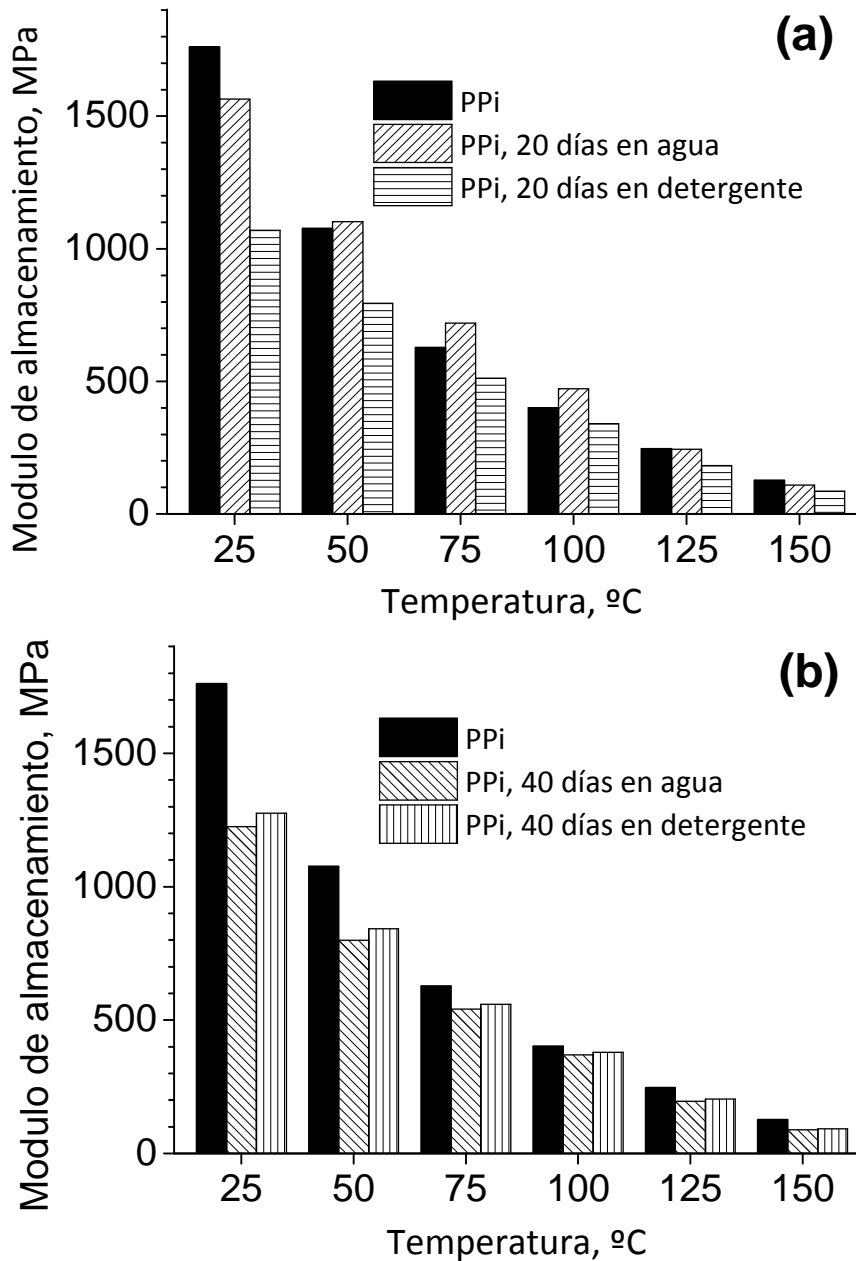 (a)
Modulo de almacenamiento, MPa
1500
1000
500
0
PPi
PPi, 20 días en agua
PPi, 20 días en detergente
25 50 75 100 125 150
Temperatura, ºC
(b)
Modulo de almacenamiento, MPa
1500
1000
500
0
PPi
PPi, 40 días en agua
PPi, 40 días en detergente
25 50 75 100 125 150
Temperatura, ºC